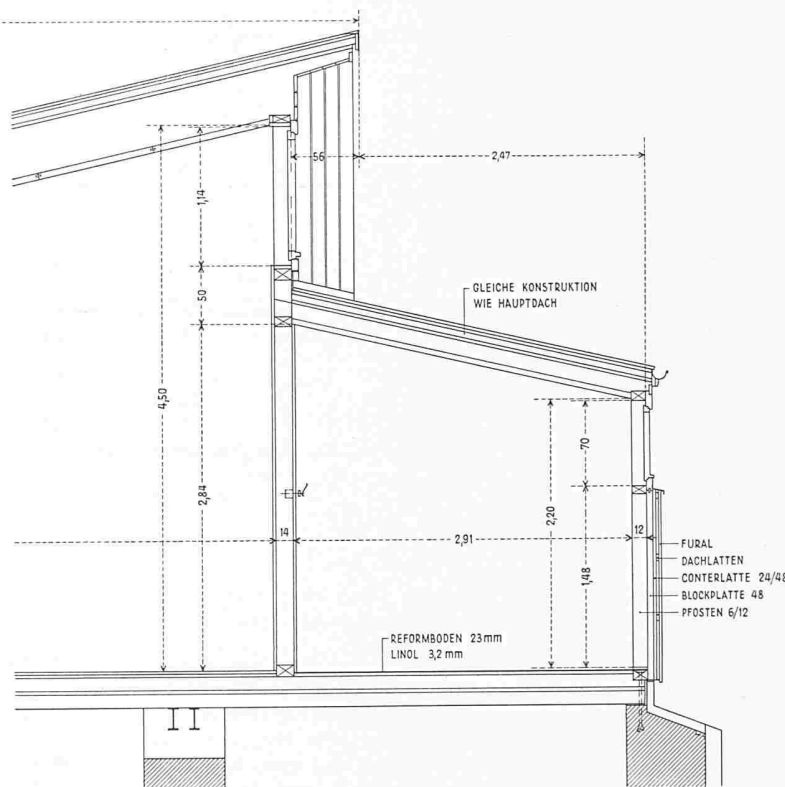 56
2,47
1,14
GLEICHE KONSTRUKTION
WIE HAUPTDACH
50
4,50
2,84
70
2,20
1,48
14
2,91
12
FURAL
DACHLATTEN
CONTERLATTE 24/48
BLOCKPLATTE 48
PFOSTEN 6/12
REFORMBODEN 23mm
LINOL 3,2 mm